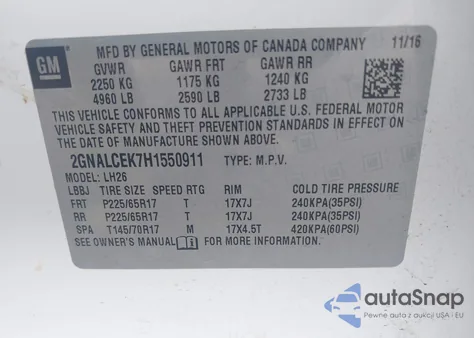 GM
MFD BY GENERAL MOTORS OF CANADA COMPANY 11/16
GVWR GAWR FRT GAWR RR
2250 KG 1175 KG 1240 KG
4960 LB 2590 LB 2733 LB
THIS VEHICLE CONFORMS TO ALL APPLICABLE U.S. FEDERAL MOTOR
VEHICLE SAFETY AND THEFT PREVENTION STANDARDS IN EFFECT ON
THE DATE OF MANUFACTURE SHOWN ABOVE.
2GNALCEK7H1550911 TYPE: M.P.V.
MODEL: LH26
LBBJ TIRE SIZE SPEED RTG RIM COLD TIRE PRESSURE
FRT P225/65R17 T 17X7J 240KPA(35PSI)
RR P225/65R17 T 17X7J 240KPA(35PSI)
SPA T145/70R17 M 17X4.5T 420KPA(60PSI)
SEE OWNER'S MANUAL FOR MORE INFORMATION.
autoSnap
Pewne auto z USA i EU